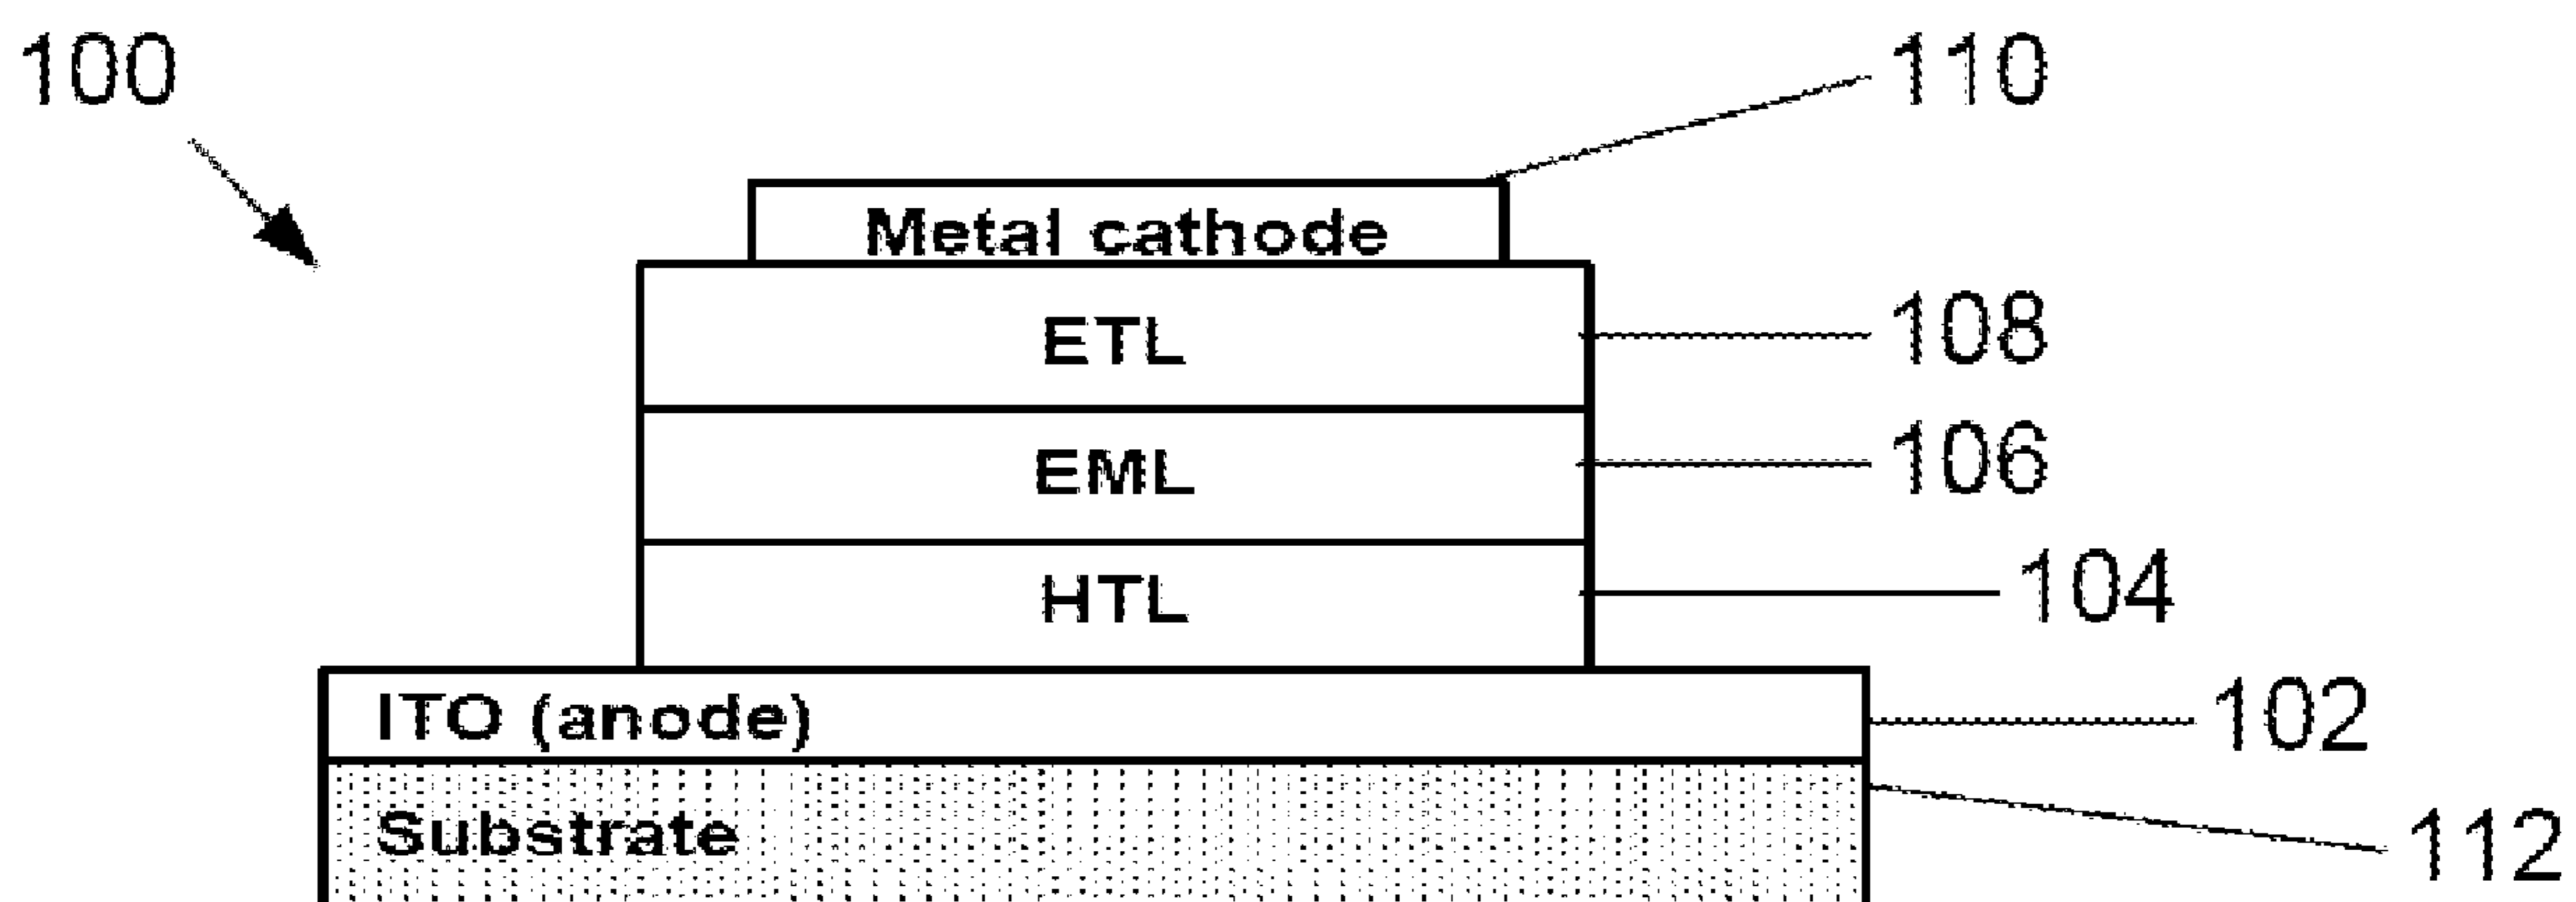 100
110
Metal cathode
ETL
108
EML
106
HTL
104
ITO (anode)
102
Substrate
112